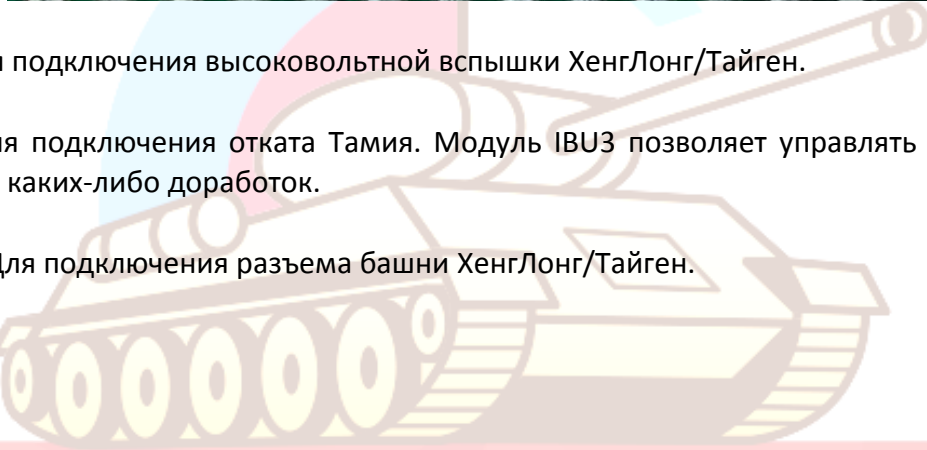 подключения высоковольтной вспышки ХенгЛонг/Тайген.
подключения отката Тамия. Модуль IBU3 позволяет управлять
каких-либо доработок.
Для подключения разъема башни ХенгЛонг/Тайген.